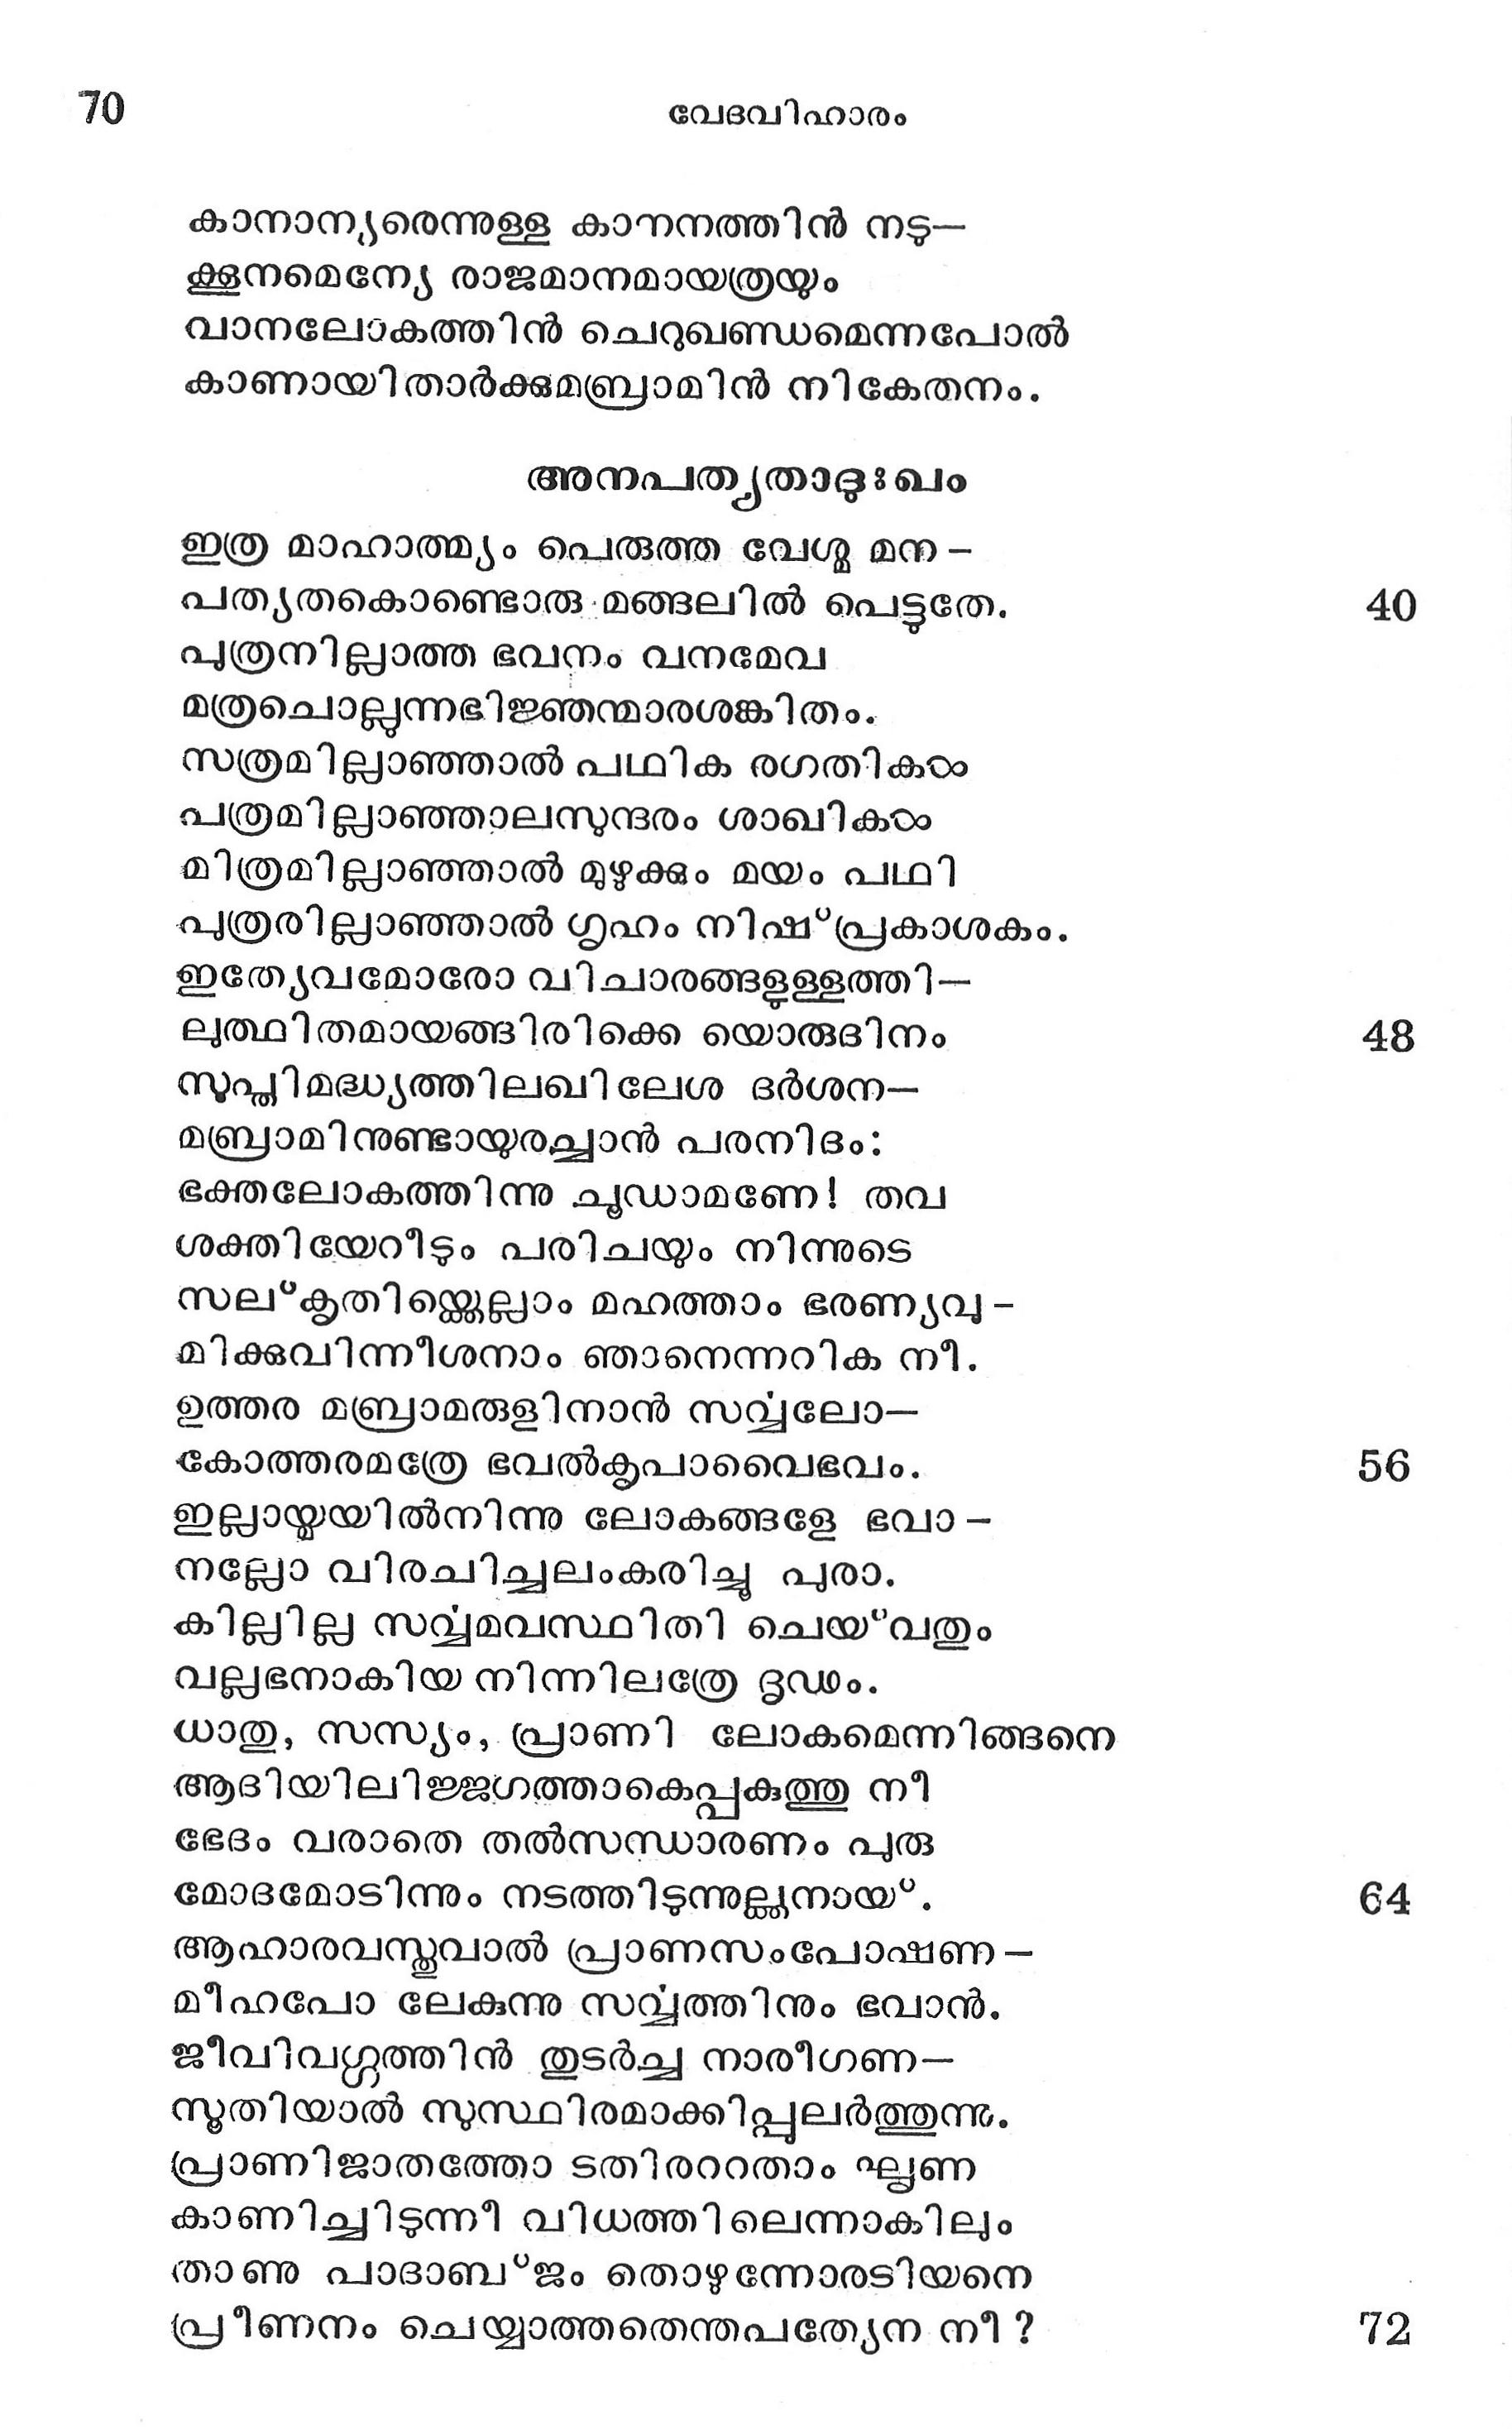 70
വേദവിഹാരം
കാനാന്യരെന്നുള്ള കാനനത്തിൻ നടു—
ക്കൂനമെന്യേ രാജമാനമായത്രയും
വാനലോകത്തിൻ ചെറുഖണ്ഡമെന്നപോൽ
കാണായിതാർക്കുമബ്രാമിൻ നികേതനം.
അനപത്യതാദുഃഖം
ഇത്ര മാഹാത്മ്യം പെരുത്ത വേശ്മ മന –
പത്യതകൊണ്ടൊരു മങ്ങലിൽ പെട്ടുതേ. 40
പുത്രനില്ലാത്ത ഭവനം വനമേവ
മത്രചൊല്ലുന്നഭിജ്ഞന്മാരശങ്കിതം.
സത്രമില്ലാഞ്ഞാൽ പഥിക രഗതികൾ
പത്രമില്ലാഞ്ഞാലസുന്ദരം ശാഖികൾ
മിത്രമില്ലാഞ്ഞാൽ മുഴുക്കും മയം പഥി
പുത്രരില്ലാഞ്ഞാൽ ഗൃഹം നിഷ്പ്രകാശകം.
ഇത്യേവമോരോ വിചാരങ്ങളുള്ളത്തി—
ലുത്ഥിതമായങ്ങിരിക്കെ യൊരുദിനം 48
സുപ്തിമദ്ധ്യത്തിലഖിലേശ ദർശന—
മബ്രാമിനുണ്ടായുരച്ചാൻ പരനിദം:
ഭക്തലോകത്തിന്നു ചൂഡാമണേ! തവ
ശക്തിയേറീടും പരിചയും നിന്നുടെ
സല്കൃതിയ്ക്കെല്ലാം മഹത്താം ഭരണ്യവു –
മിക്കുവിന്നീശനാം ഞാനെന്നറിക നീ.
ഉത്തര മബ്രാമരുളിനാൻ സർവ്വലോ—
കോത്തരമത്രേ ഭവൽകൃപാവൈഭവം. 56
ഇല്ലായ്മയിൽനിന്നു ലോകങ്ങളേ ഭവാ –
നല്ലോ വിരചിച്ചലംകരിച്ചൂ പുരാ.
കില്ലില്ല സർവ്വമവസ്ഥിതി ചെയ്വതും
വല്ലഭനാകിയ നിന്നിലത്രേ ദൃഢം.
ധാതു, സസ്യം, പ്രാണി ലോകമെന്നിങ്ങനെ
ആദിയിലിജ്ജഗത്താകെപ്പകുത്തു നീ
ഭേദം വരാതെ തൽസന്ധാരണം പുരു
മോദമോടിന്നും നടത്തിടുന്നുല്ലൂനനായ്. 64
ആഹാരവസ്തുവാൽ പ്രാണസംപോഷണ—
മീഹപോ ലേകുന്നു സർവ്വത്തിനും ഭവാൻ.
ജീവിവർഗ്ഗത്തിൻ തുടർച്ച നാരീഗണ—
സൂതിയാൽ സുസ്ഥിരമാക്കിപ്പുലർത്തുന്നു.
പ്രാണിജാതത്തോ ടതിരററതാം ഘൃണ
കാണിച്ചിടുന്നീ വിധത്തിലെന്നാകിലും
താണു പാദാബ്ജം തൊഴുന്നോരടിയനെ
പ്രീണനം ചെയ്യാത്തതെന്തപത്യേന നീ? 72